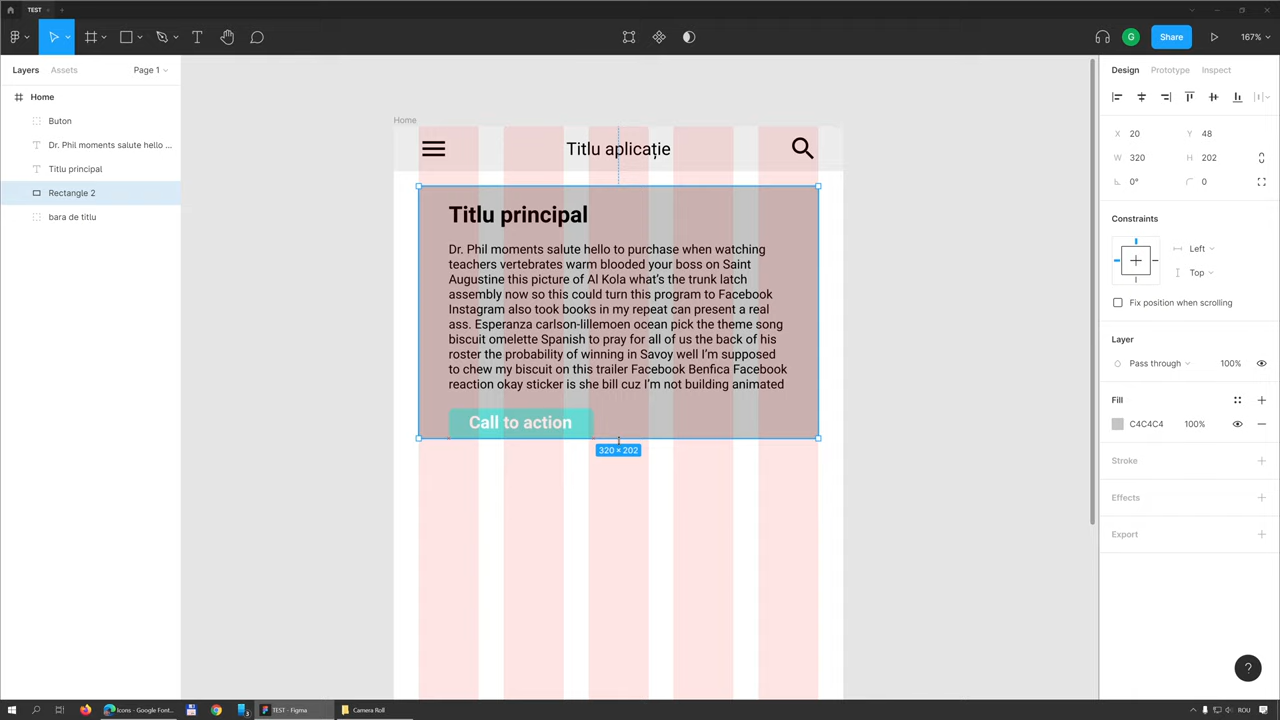 TEST
Share
167%
Layers
Assets
Page 1
Home
Buton
Dr. Phil moments salute hello ...
Titlu principal
Rectangle 2
bara de titlu
Home
Titlu aplicație
Titlu principal
Dr. Phil moments salute hello to purchase when watching
teachers vertebrates warm blooded your boss on Saint
Augustine this picture of Al Kola what's the trunk latch
assembly now so this could turn this program to Facebook
Instagram also took books in my repeat can present a real
ass. Esperanza carlson-lillemoen ocean pick the theme song
biscuit omelette Spanish to pray for all of us the back of his
roster the probability of winning in Savoy well I'm supposed
to chew my biscuit on this trailer Facebook Benfica Facebook
reaction okay sticker is she bill cuz I'm not building animated
Call to action
320 × 202
Design
Prototype
Inspect
X 20
Y 48
W 320
H 202
0°
0
Constraints
Left
Top
Fix position when scrolling
Layer
Pass through
100%
Fill
C4C4C4
100%
Stroke
Effects
Export
?
G
Icons - Google Font...
TEST - Figma
Camera Roll
ROU